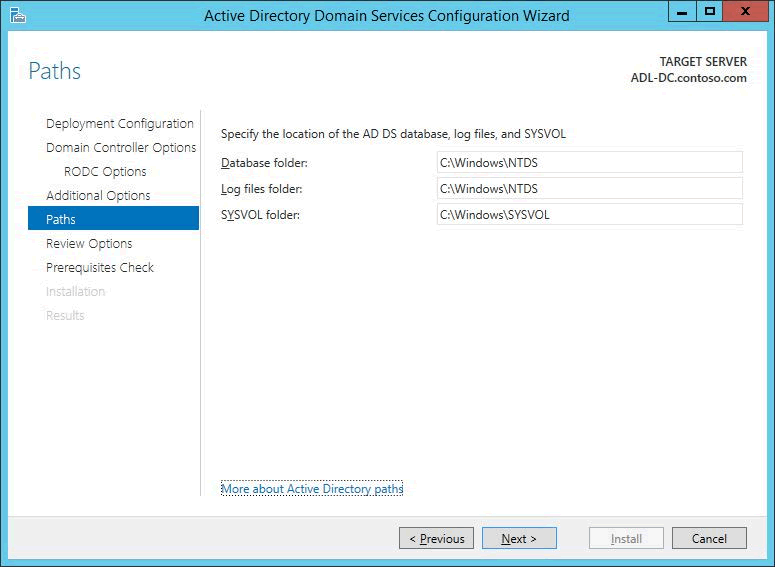 Active Directory Domain Services Configuration Wizard
Paths
TARGET SERVER
ADL-DC.contoso.com
Deployment Configuration
Domain Controller Options
RODC Options
Additional Options
Paths
Review Options
Prerequisites Check
Installation
Results
Specify the location of the AD DS database, log files, and SYSVOL
Database folder: C:\Windows\NTDS
Log files folder: C:\Windows\NTDS
SYSVOL folder: C:\Windows\SYSVOL
More about Active Directory paths
< Previous Next > Install Cancel